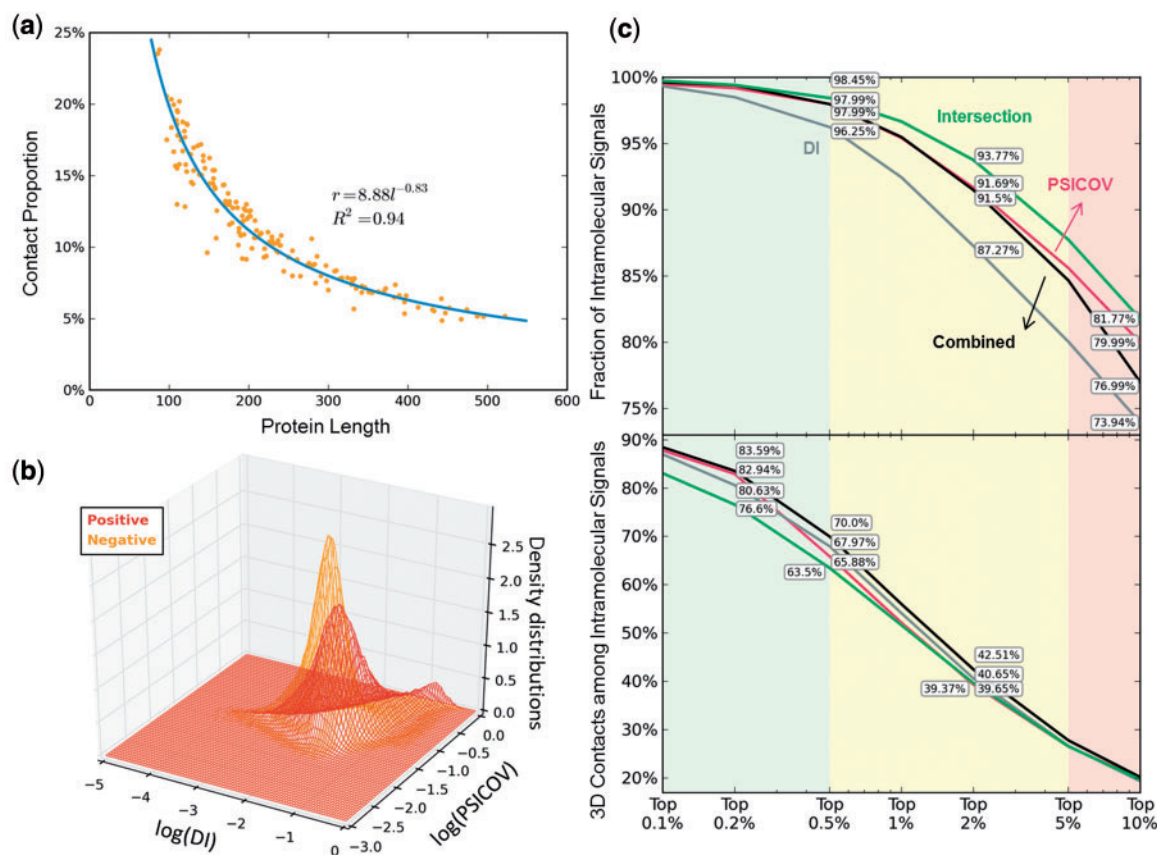 (a)
25%
20%
15%
10%
5%
0%
Contact Proportion
r=8.88l^{-0.83}
R^2=0.94
0 100 200 300 400 500 600
Protein Length
(b)
Positive
Negative
2.5
2.0
1.5
1.0
0.5
0.0
Density distributions
−5 −4 −3 −2 −1 0
log(DI)
−3.0 −2.5 −2.0 −1.5 −1.0 −0.5 0.0
log(PSICOV)
(c)
100%
95%
90%
85%
80%
75%
Fraction of Intramolecular Signals
98.45%
97.99%
97.99%
96.25%
DI
Intersection
93.77%
91.69%
91.5%
PSICOV
87.27%
Combined
81.77%
79.99%
76.99%
73.94%
90%
80%
70%
60%
50%
40%
30%
20%
3D Contacts among Intramolecular Signals
83.59%
82.94%
80.63%
76.6%
70.0%
67.97%
65.88%
63.5%
42.51%
40.65%
39.37% 39.65%
Top Top Top Top Top Top Top
0.1% 0.2% 0.5% 1% 2% 5% 10%